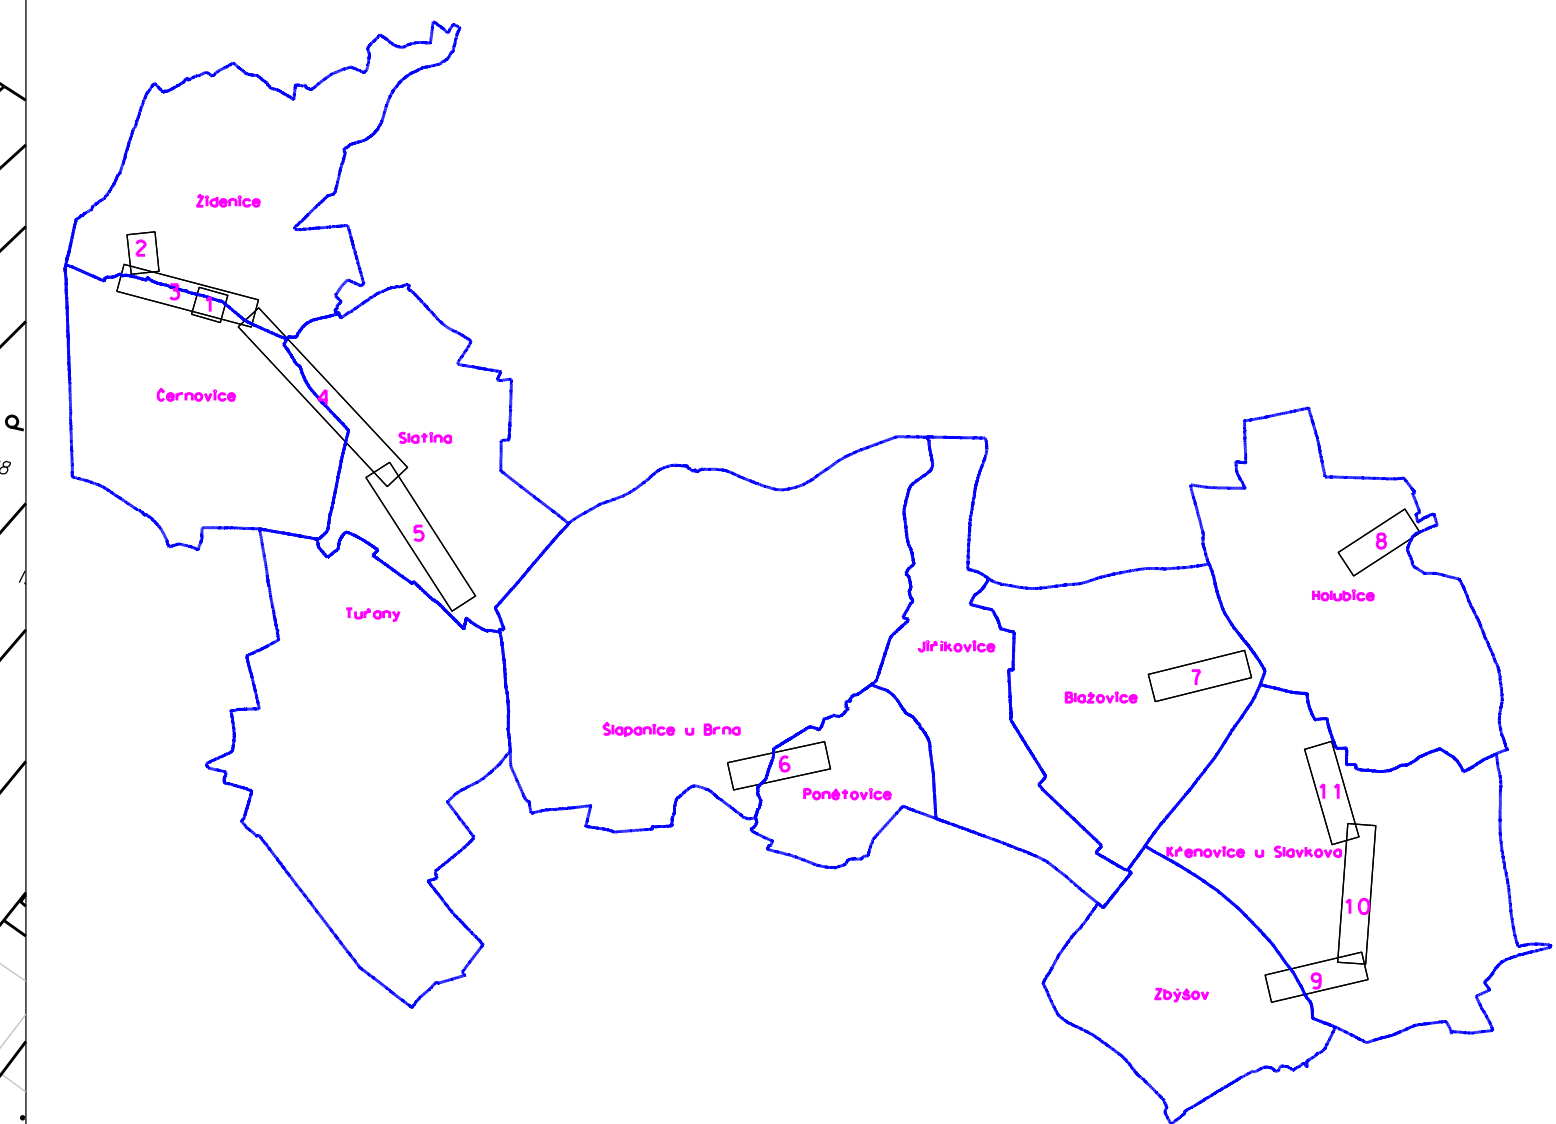 Židenice
2
3
1
Černovice
4
Slatina
5
Tuřany
8
Holubice
Jiříkovice
7
Blažovice
Šlapanice u Brna
6
Ponětovice
11
Křenovice u Slavkova
10
9
Zbýšov